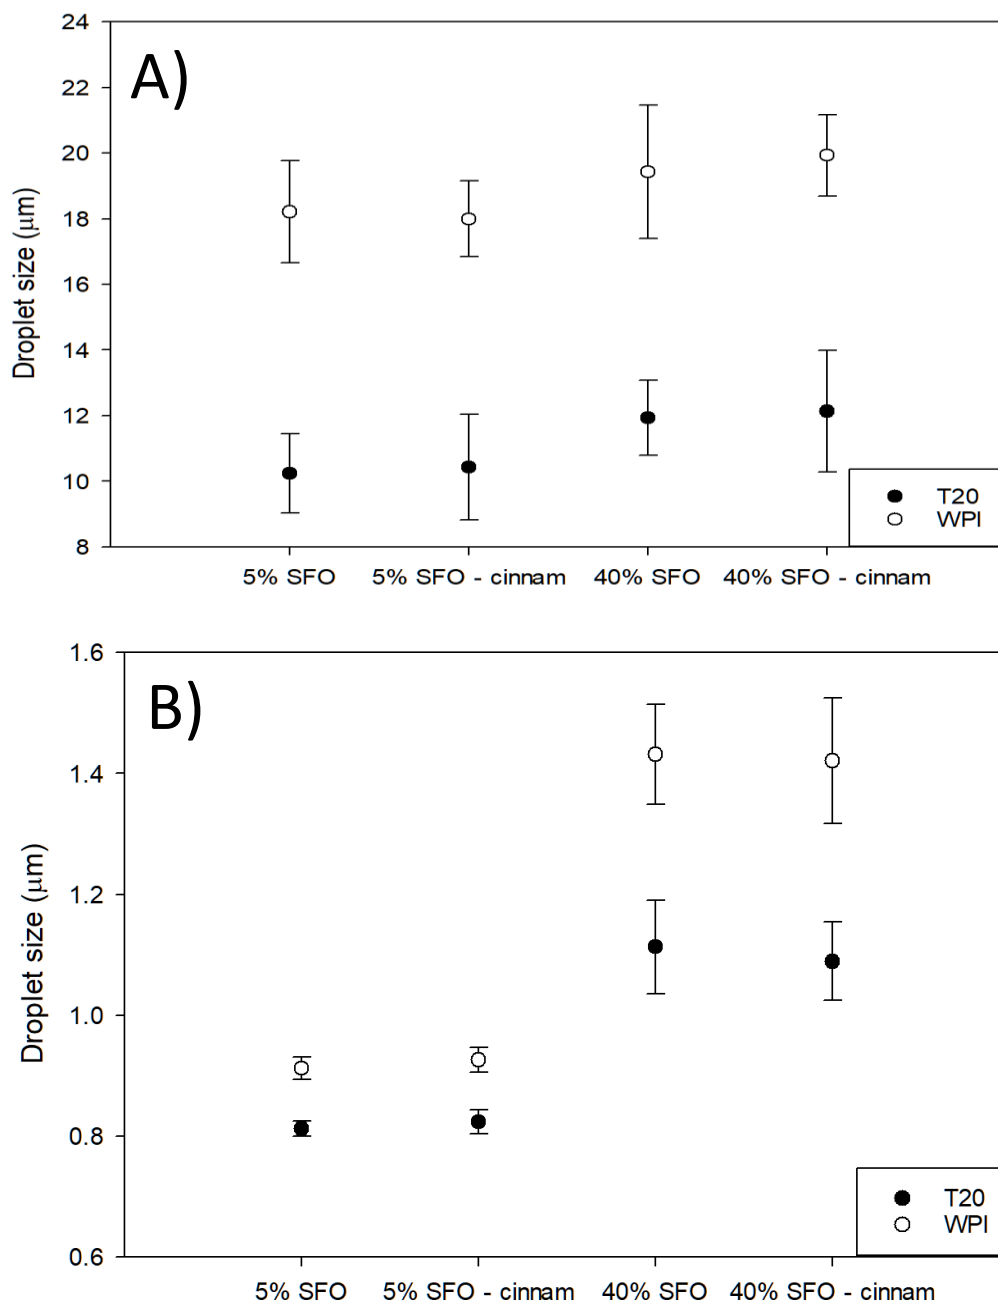 A)
Droplet size (μm)
24
22
20
18
16
14
12
10
8
T20
WPI
5% SFO 5% SFO - cinnam 40% SFO 40% SFO - cinnam
B)
Droplet size (μm)
1.6
1.4
1.2
1.0
0.8
0.6
T20
WPI
5% SFO 5% SFO - cinnam 40% SFO 40% SFO - cinnam